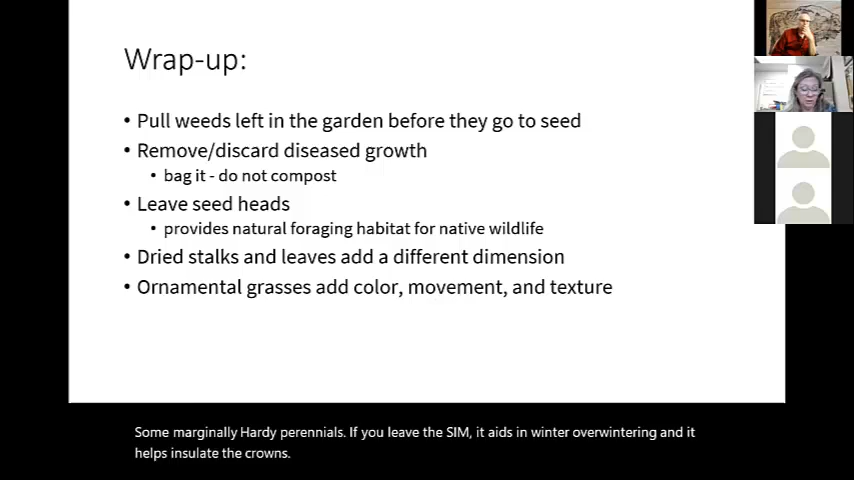 Wrap-up:
• Pull weeds left in the garden before they go to seed
• Remove/discard diseased growth
• bag it - do not compost
• Leave seed heads
• provides natural foraging habitat for native wildlife
• Dried stalks and leaves add a different dimension
• Ornamental grasses add color, movement, and texture
Some marginally Hardy perennials. If you leave the SIM, it aids in winter overwintering and it
helps insulate the crowns.